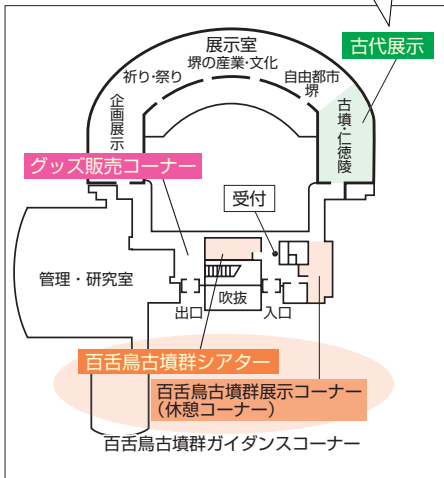 古代展示
展示室
堺の産業・文化
祈り・祭り
自由都市
堺
企画展示
古墳・仁徳陵
グッズ販売コーナー
受付
管理・研究室
吹抜
出口
入口
百舌鳥古墳群シアター
百舌鳥古墳群展示コーナー
(休憩コーナー)
百舌鳥古墳群ガイダンスコーナー